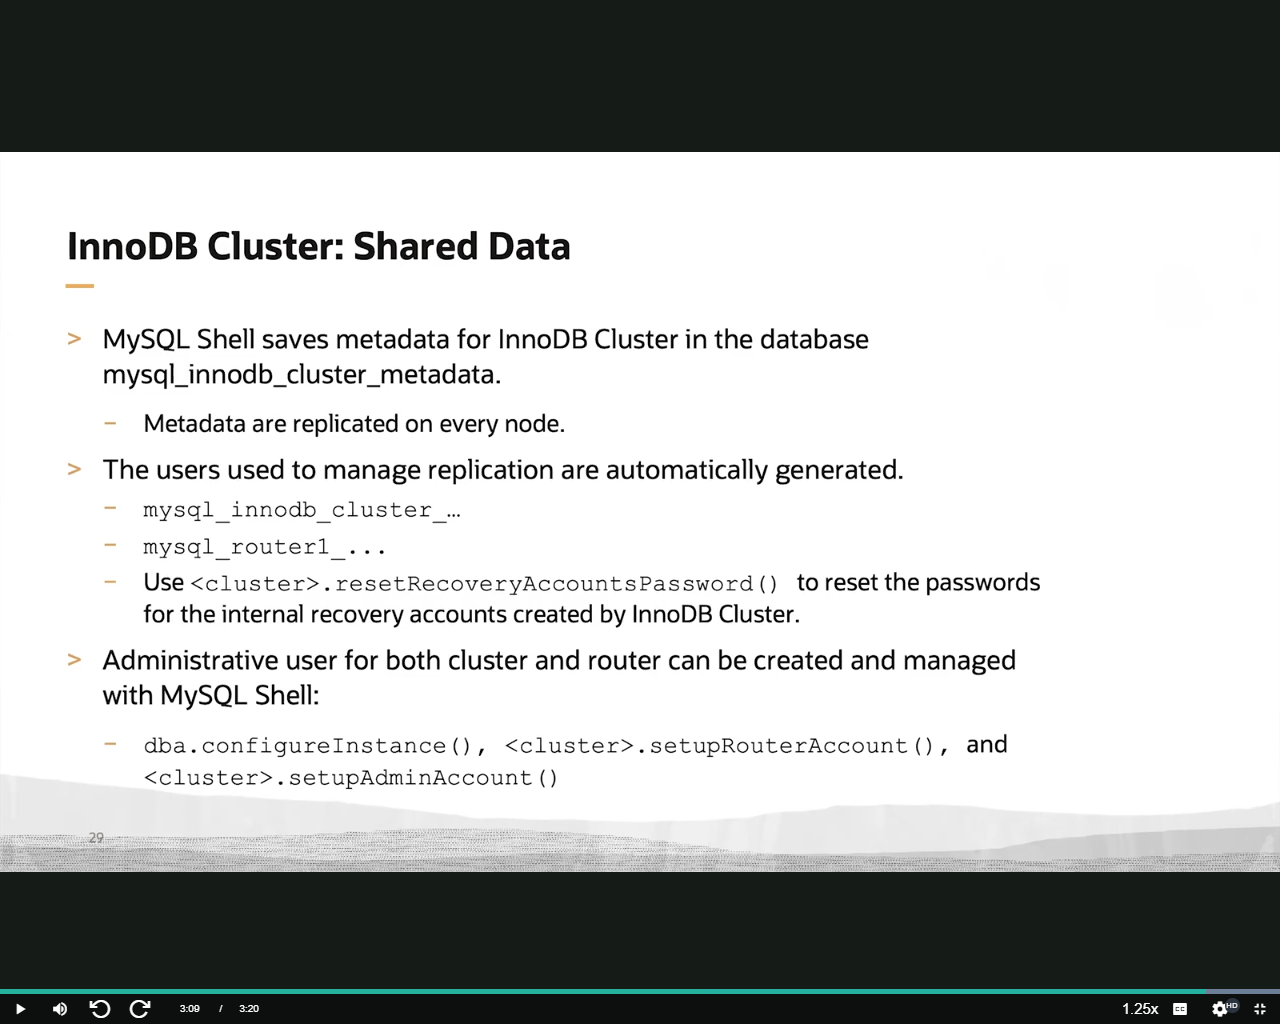 InnoDB Cluster: Shared Data
> MySQL Shell saves metadata for InnoDB Cluster in the database
mysql_innodb_cluster_metadata.
– Metadata are replicated on every node.
> The users used to manage replication are automatically generated.
– mysql_innodb_cluster_…
– mysql_router1_...
– Use <cluster>.resetRecoveryAccountsPassword() to reset the passwords
for the internal recovery accounts created by InnoDB Cluster.
> Administrative user for both cluster and router can be created and managed
with MySQL Shell:
– dba.configureInstance(), <cluster>.setupRouterAccount(), and
<cluster>.setupAdminAccount()
29
3:09 / 3:20 1.25x CC HD